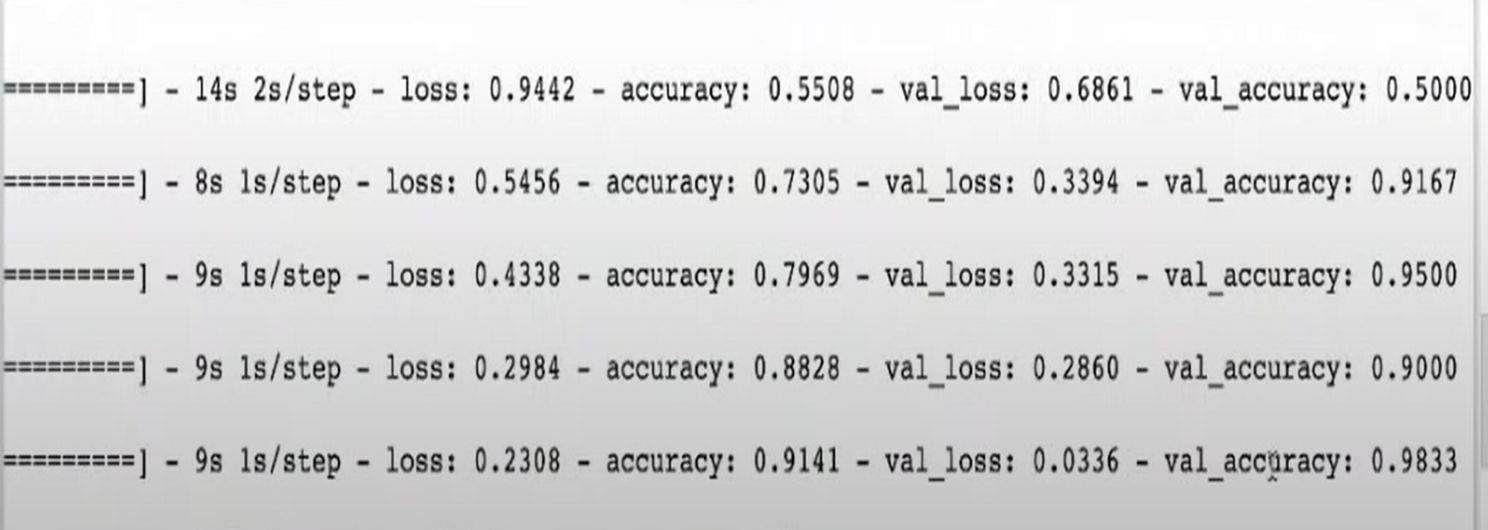 =========] - 14s 2s/step - loss: 0.9442 - accuracy: 0.5508 - val_loss: 0.6861 - val_accuracy: 0.5000
=========] - 8s 1s/step - loss: 0.5456 - accuracy: 0.7305 - val_loss: 0.3394 - val_accuracy: 0.9167
=========] - 9s 1s/step - loss: 0.4338 - accuracy: 0.7969 - val_loss: 0.3315 - val_accuracy: 0.9500
=========] - 9s 1s/step - loss: 0.2984 - accuracy: 0.8828 - val_loss: 0.2860 - val_accuracy: 0.9000
=========] - 9s 1s/step - loss: 0.2308 - accuracy: 0.9141 - val_loss: 0.0336 - val_accuracy: 0.9833